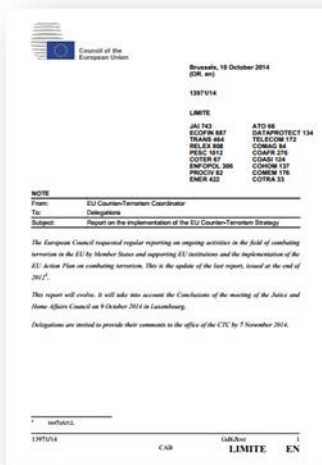 Council of the
European Union
Brussels, 10 October 2014
(OR. en)
13971/14
LIMITE
JAI 743
ECOFIN 887
TRANS 464
RELEX 808
PESC 1012
COTER 67
ENFOPOL 306
PROCIV 82
ENER 422
ATO 66
DATAPROTECT 134
TELECOM 172
COMAG 84
COAFR 276
COASI 124
COHOM 137
COMEM 176
COTRA 33
NOTE
From: EU Counter-Terrorism Coordinator
To: Delegations
Subject: Report on the implementation of the EU Counter-Terrorism Strategy
The European Council requested regular reporting on ongoing activities in the field of combating
terrorism in the EU by Member States and supporting EU institutions and the implementation of the
EU Action Plan on combating terrorism. This is the update of the last report, issued at the end of
2012¹.
This report will evolve. It will take into account the Conclusions of the meeting of the Justice and
Home Affairs Council on 9 October 2014 in Luxembourg.
Delegations are invited to provide their comments to the office of the CTC by 7 November 2014.
13971/14
1
CAB
LIMITE EN